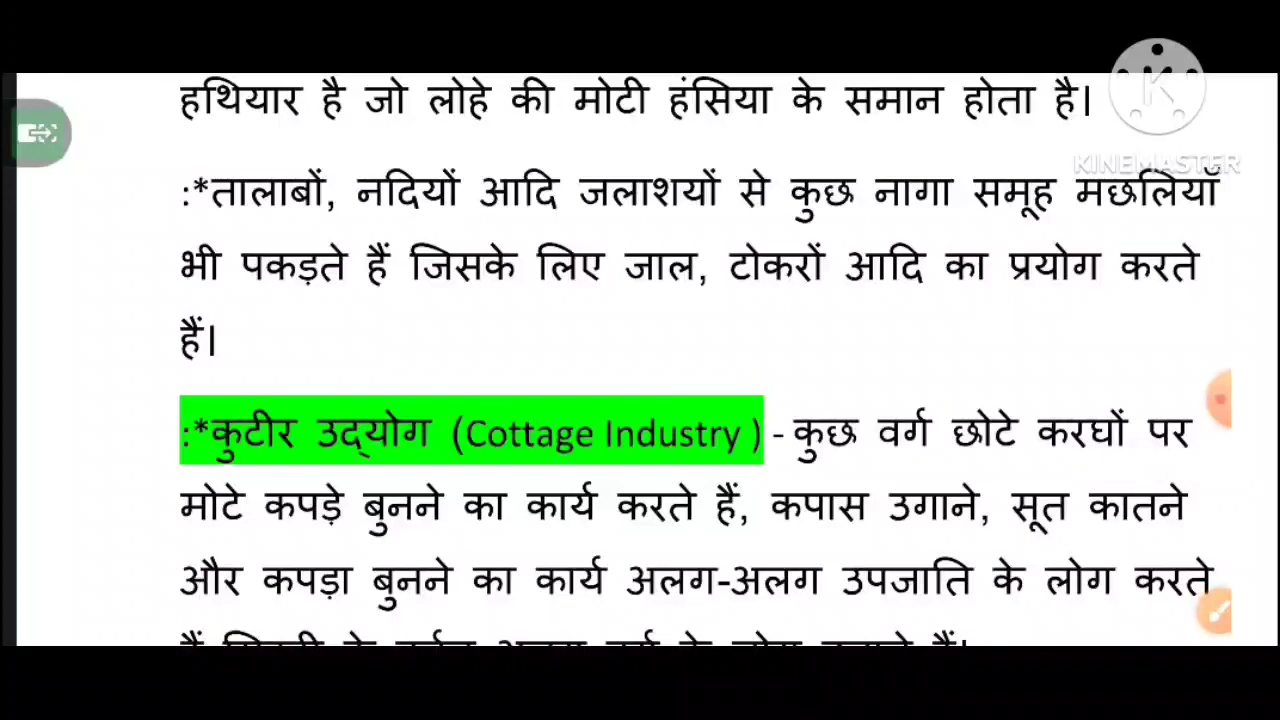 हथियार है जो लोहे की मोटी हंसिया के समान होता है।
KINEMASTER
:*तालाबों, नदियों आदि जलाशयों से कुछ नागा समूह मछलियाँ
भी पकड़ते हैं जिसके लिए जाल, टोकरों आदि का प्रयोग करते
हैं।
:*कुटीर उद्योग (Cottage Industry ) - कुछ वर्ग छोटे करघों पर
मोटे कपड़े बुनने का कार्य करते हैं, कपास उगाने, सूत कातने
और कपड़ा बुनने का कार्य अलग-अलग उपजाति के लोग करते